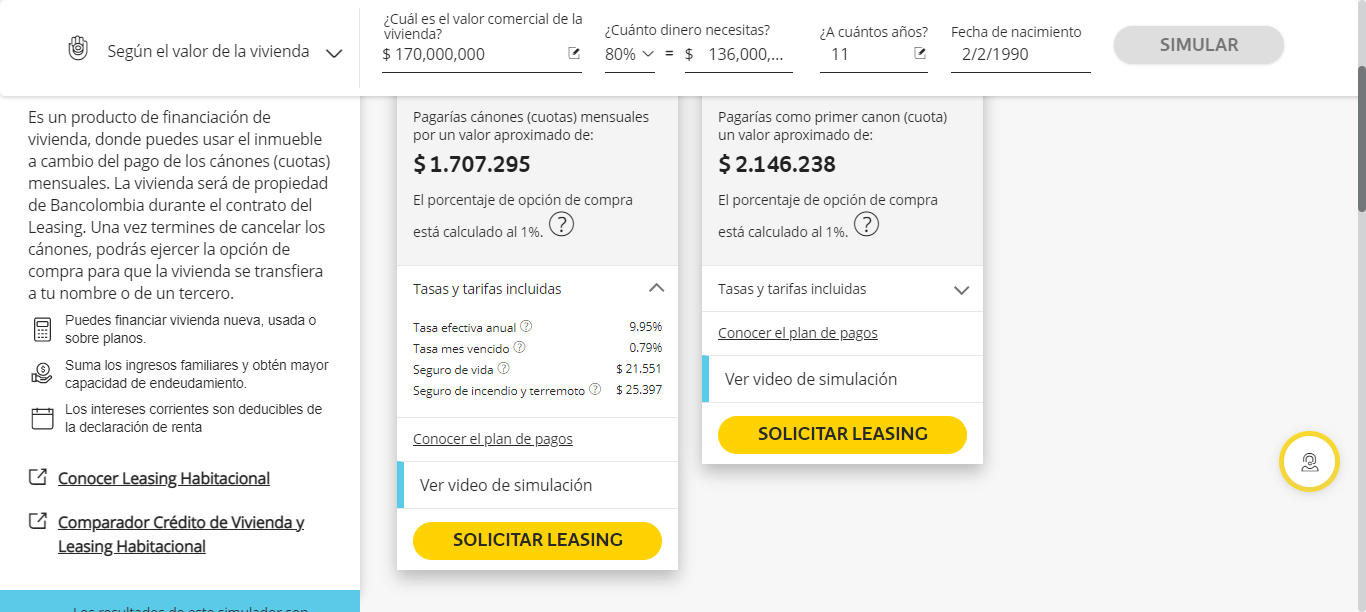 Según el valor de la vivienda
¿Cuál es el valor comercial de la
vivienda?
$ 170,000,000
¿Cuánto dinero necesitas?
80% = $ 136,000,...
¿A cuántos años?
11
Fecha de nacimiento
2/2/1990
SIMULAR
Es un producto de financiación de
vivienda, donde puedes usar el inmueble
a cambio del pago de los cánones (cuotas)
mensuales. La vivienda será de propiedad
de Bancolombia durante el contrato del
Leasing. Una vez termines de cancelar los
cánones, podrás ejercer la opción de
compra para que la vivienda se transfiera
a tu nombre o de un tercero.
Puedes financiar vivienda nueva, usada o
sobre planos.
Suma los ingresos familiares y obtén mayor
capacidad de endeudamiento.
Los intereses corrientes son deducibles de
la declaración de renta
Conocer Leasing Habitacional
Comparador Crédito de Vivienda y
Leasing Habitacional
Los resultados de este simulador son
Pagarías cánones (cuotas) mensuales
por un valor aproximado de:
$ 1.707.295
El porcentaje de opción de compra
está calculado al 1%. ?
Tasas y tarifas incluidas
Tasa efectiva anual ? 9.95%
Tasa mes vencido ? 0.79%
Seguro de vida ? $ 21.551
Seguro de incendio y terremoto ? $ 25.397
Conocer el plan de pagos
Ver video de simulación
SOLICITAR LEASING
Pagarías como primer canon (cuota)
un valor aproximado de:
$ 2.146.238
El porcentaje de opción de compra
está calculado al 1%. ?
Tasas y tarifas incluidas
Conocer el plan de pagos
Ver video de simulación
SOLICITAR LEASING